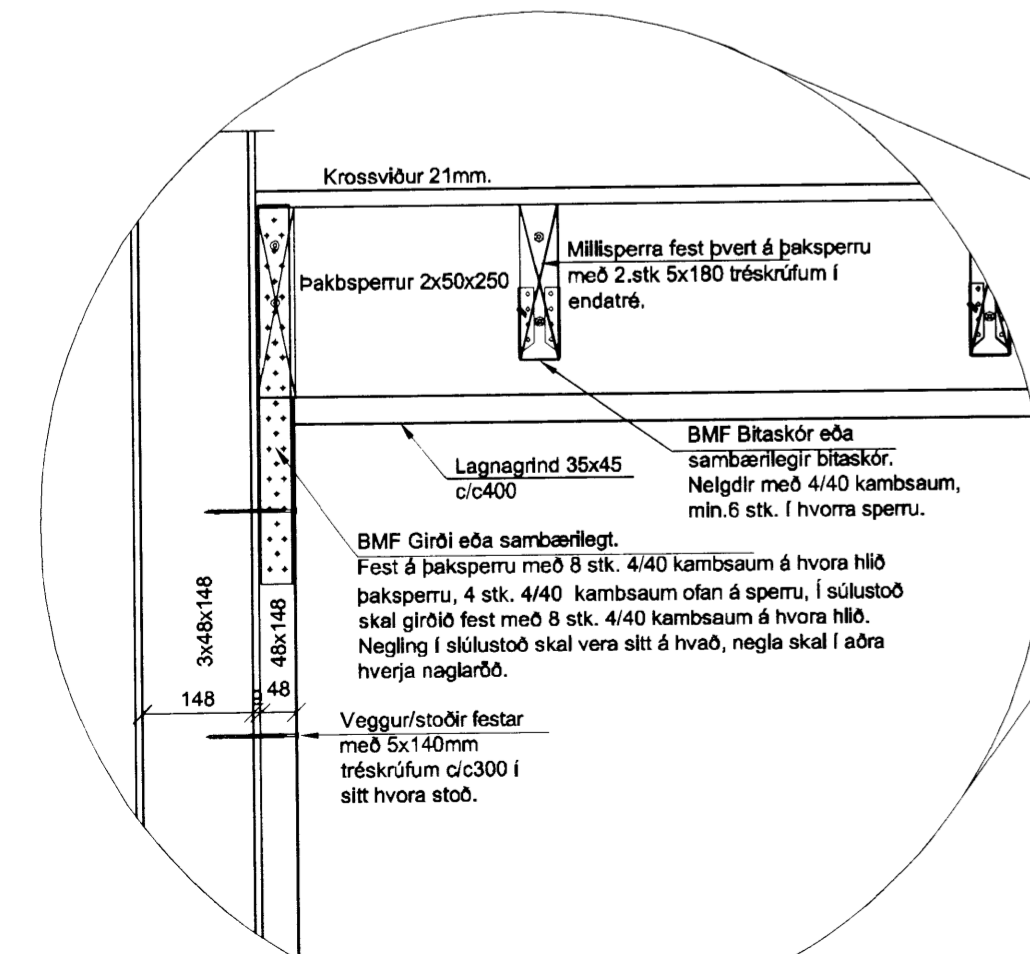 Krossviður 21mm.
Þakbsperrur 2x50x250
Millisperra fest þvert á þaksperru
með 2.stk 5x180 tréskrúfum í
endatré.
BMF Bitaskór eða
sambærilegir bitaskór.
Nelgdir með 4/40 kambsaum,
min.6 stk. í hvorra sperru.
Lagnagrind 35x45
c/c400
BMF Girði eða sambærilegt.
Fest á þaksperru með 8 stk. 4/40 kambsaum á hvora hlið
þaksperru, 4 stk. 4/40 kambsaum ofan á sperru, Í súlustoð
skal girðið fest með 8 stk. 4/40 kambsaum á hvora hlið.
Negling í slúlustoð skal vera sitt á hvað, negla skal í aðra
hverja naglaröð.
3x48x148
48x148
148
48
Veggur/stoðir festar
með 5x140mm
tréskrúfum c/c300 í
sitt hvora stoð.